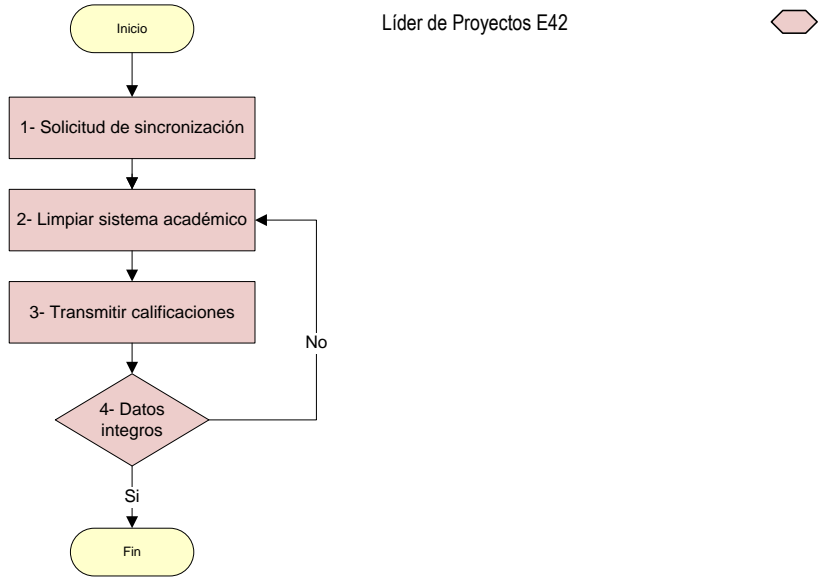 Inicio
Líder de Proyectos E42
1- Solicitud de sincronización
2- Limpiar sistema académico
3- Transmitir calificaciones
No
4- Datos
integros
Si
Fin